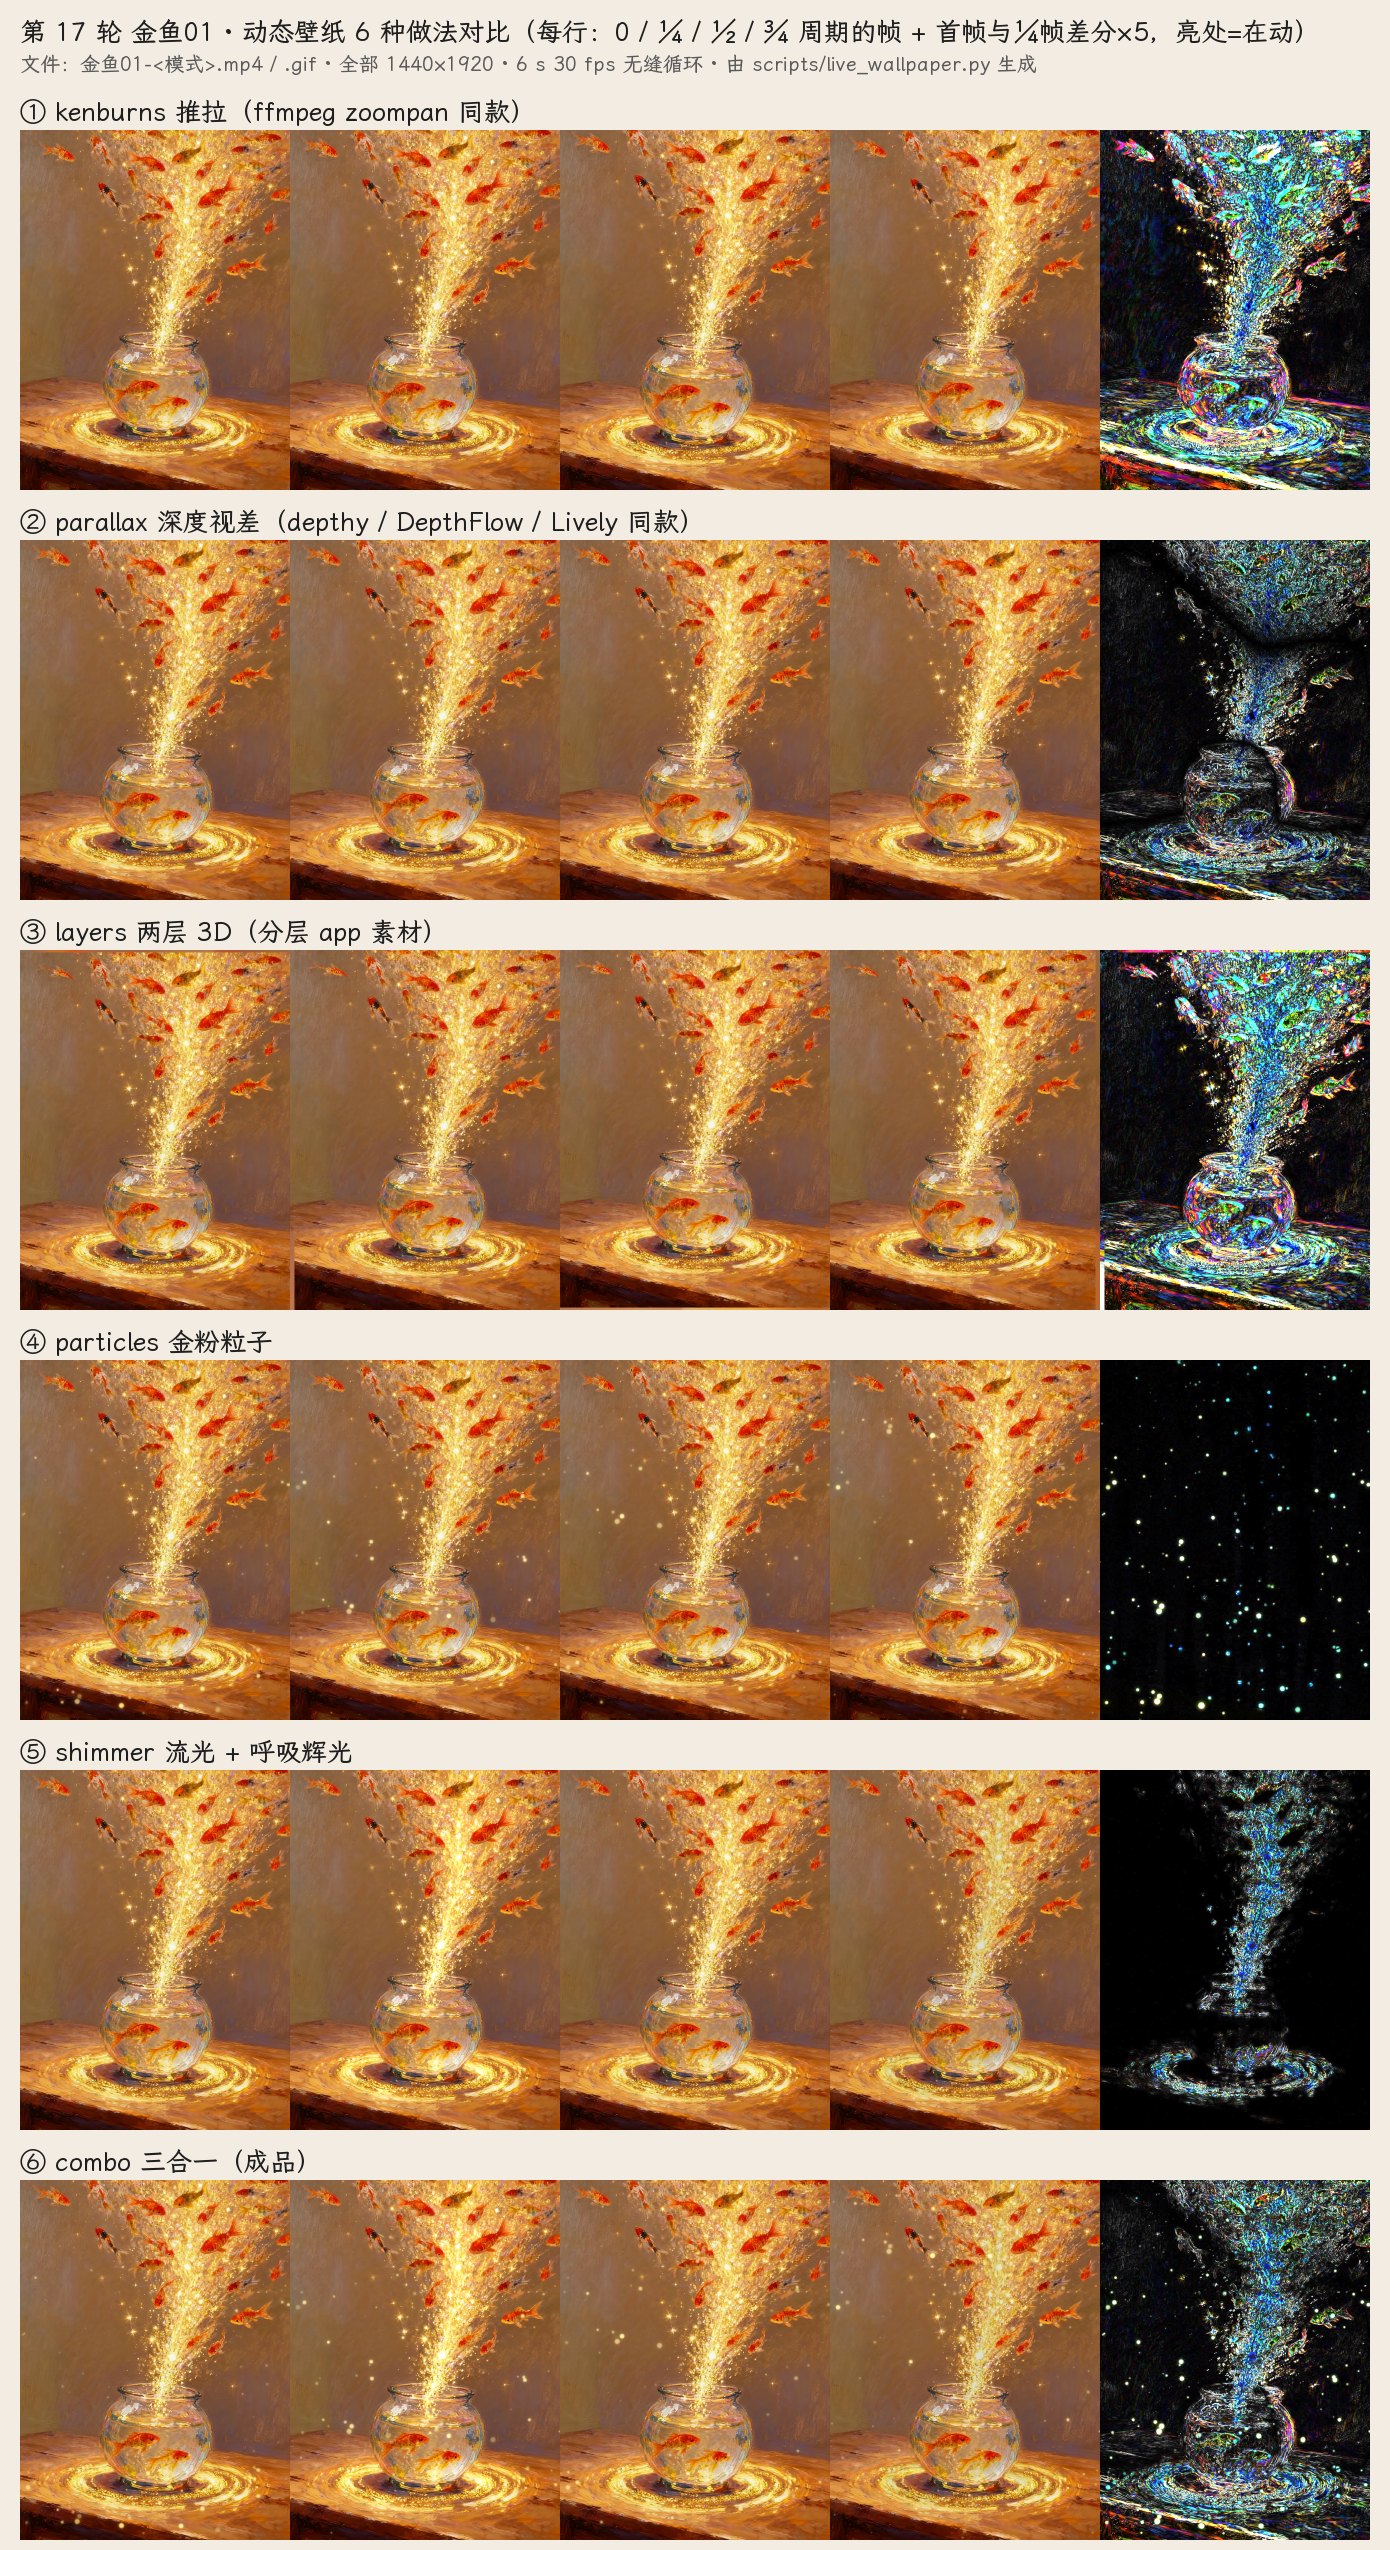 第 17 轮 金鱼01・动态壁纸 6 种做法对比（每行：0 / ¼ / ½ / ¾ 周期的帧 + 首帧与¼帧差分×5，亮处=在动）
文件：金鱼01-<模式>.mp4 / .gif・全部 1440×1920・6 s 30 fps 无缝循环・由 scripts/live_wallpaper.py 生成
① kenburns 推拉（ffmpeg zoompan 同款）
② parallax 深度视差（depthy / DepthFlow / Lively 同款）
③ layers 两层 3D（分层 app 素材）
④ particles 金粉粒子
⑤ shimmer 流光 + 呼吸辉光
⑥ combo 三合一（成品）